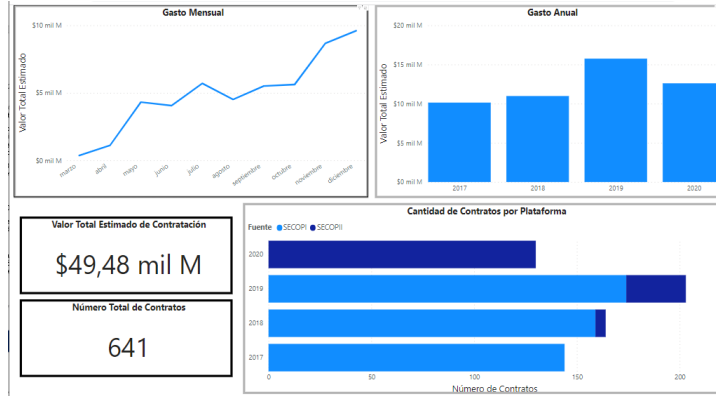 Gasto Mensual
Valor Total Estimado
$10 mil M
$5 mil M
$0 mil M
marzo
abril
mayo
junio
julio
agosto
septiembre
octubre
noviembre
diciembre
Gasto Anual
Valor Total Estimado
$20 mil M
$15 mil M
$10 mil M
$5 mil M
$0 mil M
2017
2018
2019
2020
Valor Total Estimado de Contratación
$49,48 mil M
Número Total de Contratos
641
Cantidad de Contratos por Plataforma
Fuente SECOPI SECOPII
2020
2019
2018
2017
0
50
100
150
200
Número de Contratos